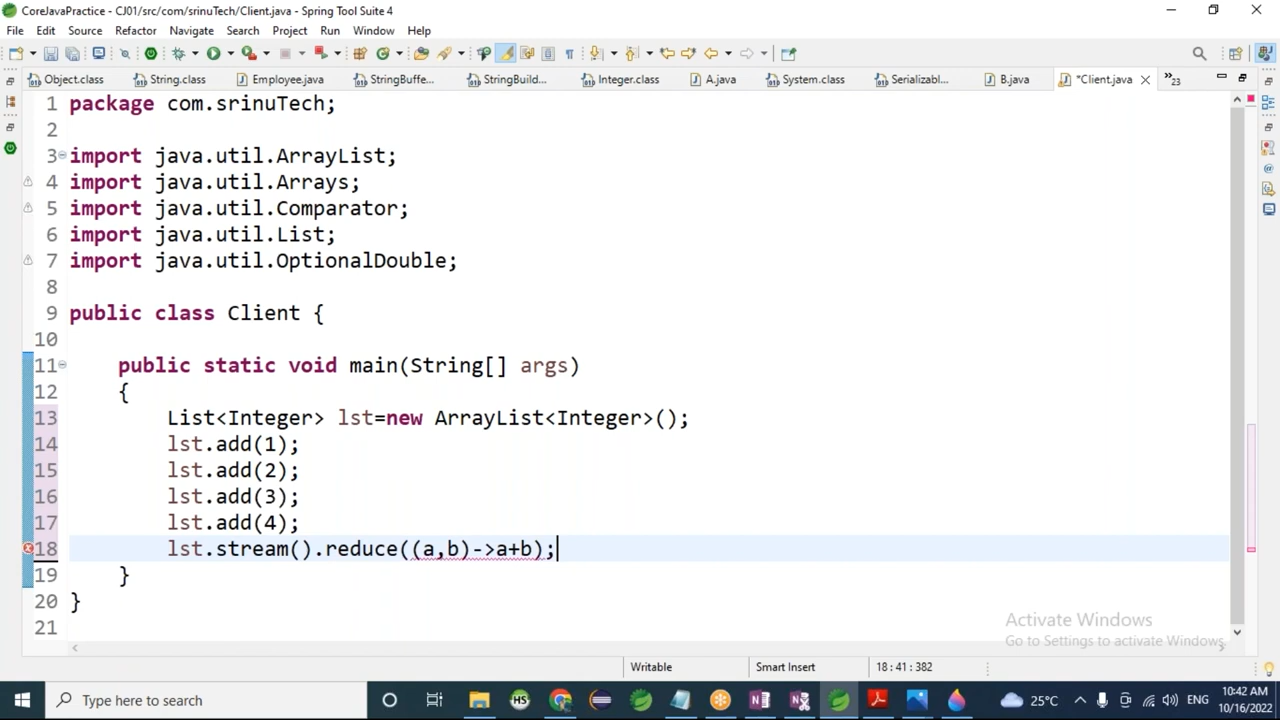 CoreJavaPractice - CJ01/src/com/srinuTech/Client.java - Spring Tool Suite 4
File Edit Source Refactor Navigate Search Project Run Window Help
Object.class String.class Employee.java StringBuffe... StringBuild... Integer.class A.java System.class Serializabl... B.java *Client.java »23
1 package com.srinuTech;
2
3 import java.util.ArrayList;
4 import java.util.Arrays;
5 import java.util.Comparator;
6 import java.util.List;
7 import java.util.OptionalDouble;
8
9 public class Client {
10
11 public static void main(String[] args)
12 {
13 List<Integer> lst=new ArrayList<Integer>();
14 lst.add(1);
15 lst.add(2);
16 lst.add(3);
17 lst.add(4);
18 lst.stream().reduce((a,b)->a+b);
19 }
20 }
21
Activate Windows
Go to Settings to activate Windows.
Writable Smart Insert 18 : 41 : 382
Type here to search HS 25°C ENG 10:42 AM
10/16/2022